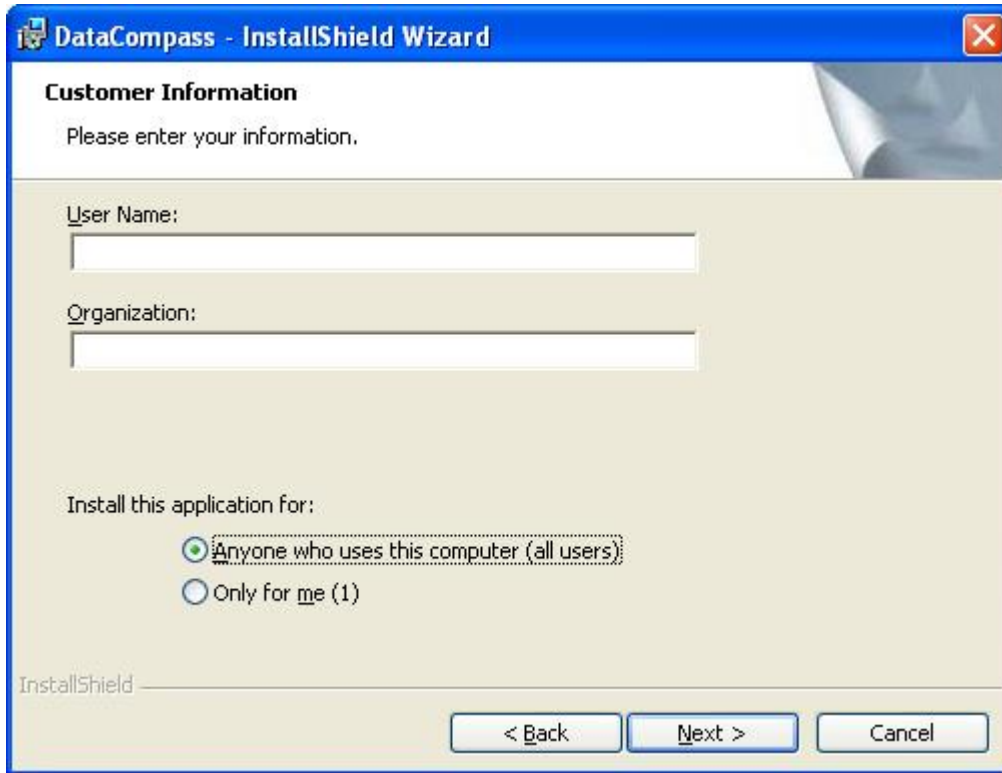 DataCompass - InstallShield Wizard
Customer Information
Please enter your information.
User Name:
Organization:
Install this application for:
Anyone who uses this computer (all users)
Only for me (1)
InstallShield
< Back
Next >
Cancel